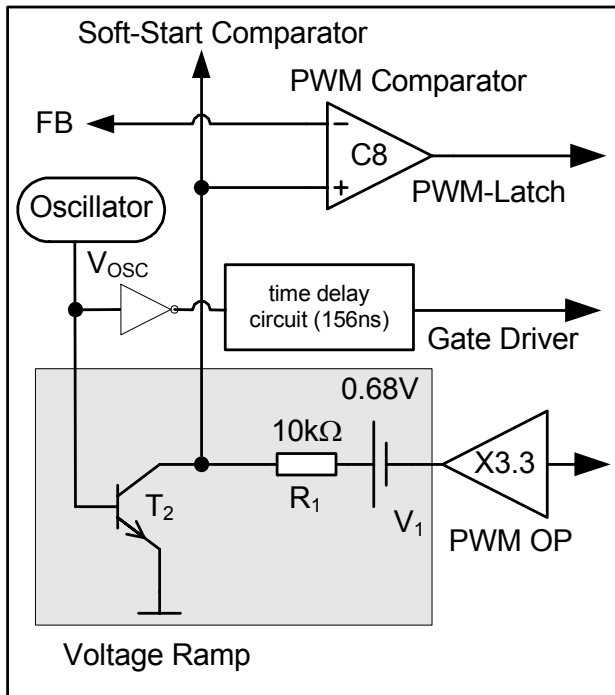 Soft-Start Comparator
PWM Comparator
FB
−
C8
+
PWM-Latch
Oscillator
VOSC
time delay
circuit (156ns)
Gate Driver
0.68V
10kΩ
X3.3
T2
R1
V1
PWM OP
Voltage Ramp